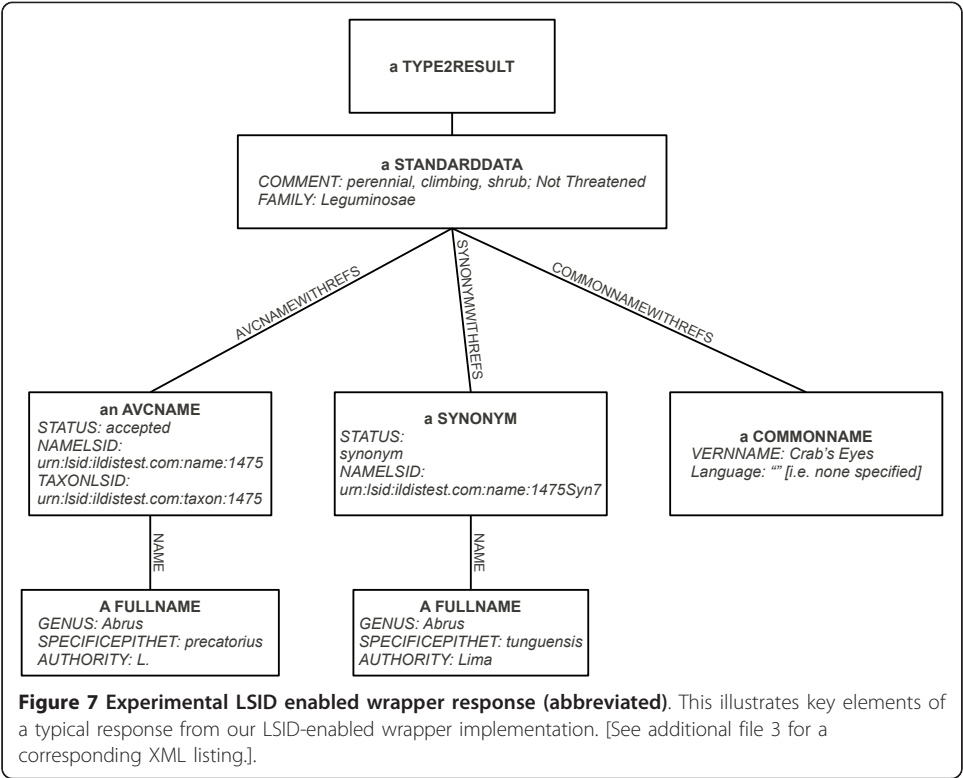 a TYPE2RESULT
a STANDARDDATA
COMMENT: perennial, climbing, shrub; Not Threatened
FAMILY: Leguminosae
AVCNAMEWITHREFS
SYNONYMWITHREFS
COMMONNAMEWITHREFS
an AVCNAME
STATUS: accepted
NAMELSID:
urn:lsid:ildistest.com:name:1475
TAXONLSID:
urn:lsid:ildistest.com:taxon:1475
a SYNONYM
STATUS:
synonym
NAMELSID:
urn:lsid:ildistest.com:name:1475Syn7
a COMMONNAME
VERNNAME: Crab's Eyes
Language: “” [i.e. none specified]
NAME
NAME
A FULLNAME
GENUS: Abrus
SPECIFICEPITHET: precatorius
AUTHORITY: L.
A FULLNAME
GENUS: Abrus
SPECIFICEPITHET: tunguensis
AUTHORITY: Lima
Figure 7 Experimental LSID enabled wrapper response (abbreviated). This illustrates key elements of
a typical response from our LSID-enabled wrapper implementation. [See additional file 3 for a
corresponding XML listing.].